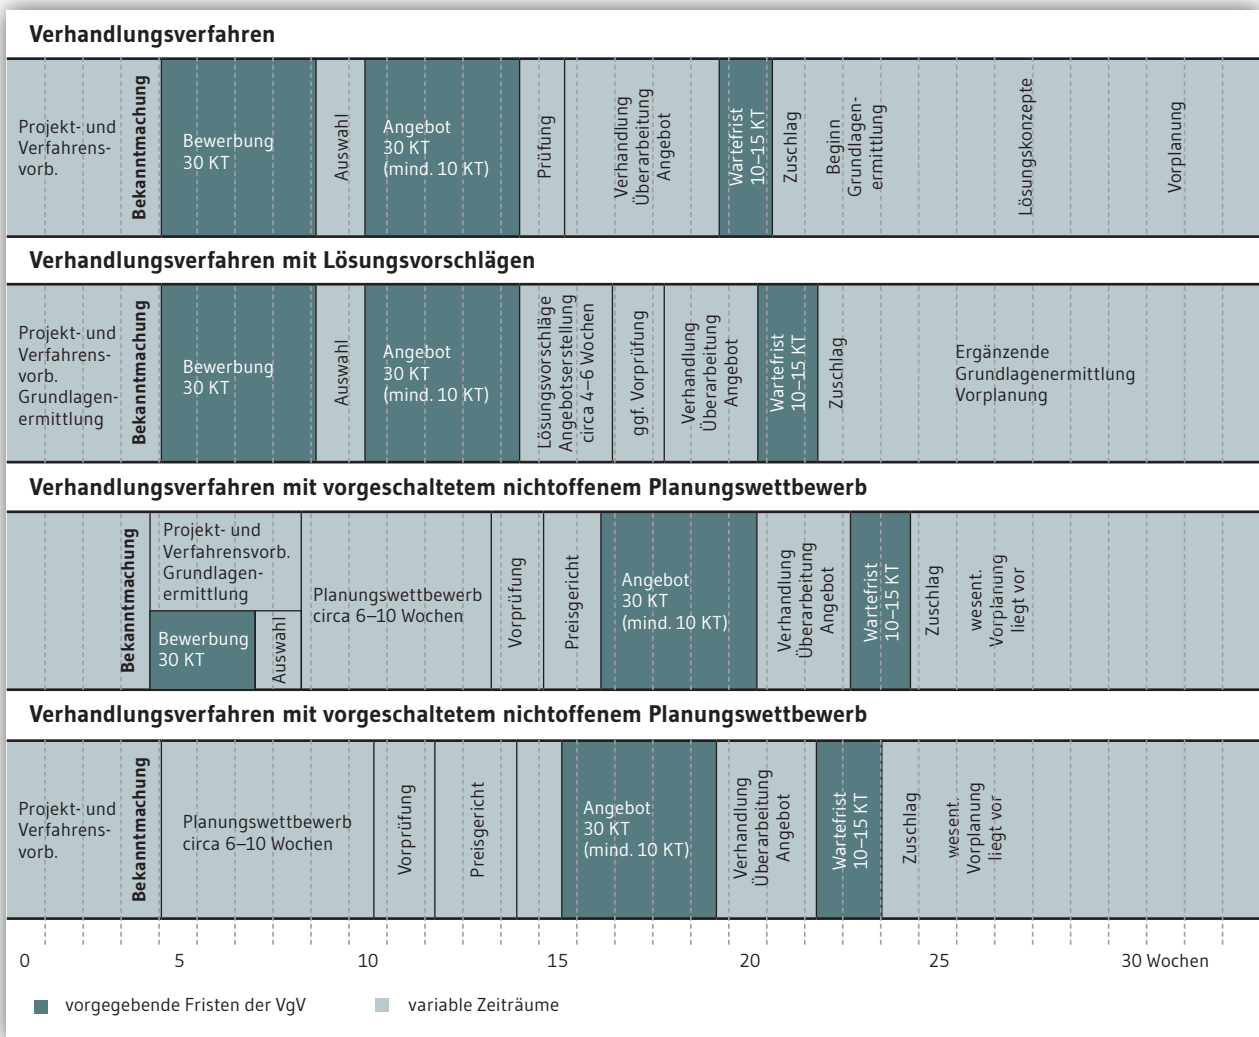 Verhandlungsverfahren
Projekt- und
Verfahrens-
vorb.
Bekanntmachung
Bewerbung
30 KT
Auswahl
Angebot
30 KT
(mind. 10 KT)
Prüfung
Verhandlung
Überarbeitung
Angebot
Wartefrist
10–15 KT
Zuschlag
Beginn
Grundlagen-
ermittlung
Lösungskonzepte
Vorplanung
Verhandlungsverfahren mit Lösungsvorschlägen
Projekt- und
Verfahrens-
vorb.
Grundlagen-
ermittlung
Bekanntmachung
Bewerbung
30 KT
Auswahl
Angebot
30 KT
(mind. 10 KT)
Lösungsvorschläge
Angebotserstellung
circa 4–6 Wochen
ggf. Vorprüfung
Verhandlung
Überarbeitung
Angebot
Wartefrist
10–15 KT
Zuschlag
Ergänzende
Grundlagenermittlung
Vorplanung
Verhandlungsverfahren mit vorgeschaltetem nichtoffenem Planungswettbewerb
Bekanntmachung
Projekt- und
Verfahrensvorb.
Grundlagen-
ermittlung
Bewerbung
30 KT
Auswahl
Planungswettbewerb
circa 6–10 Wochen
Vorprüfung
Preisgericht
Angebot
30 KT
(mind. 10 KT)
Verhandlung
Überarbeitung
Angebot
Wartefrist
10–15 KT
Zuschlag
wesent.
Vorplanung
liegt vor
Verhandlungsverfahren mit vorgeschaltetem nichtoffenem Planungswettbewerb
Projekt- und
Verfahrens-
vorb.
Bekanntmachung
Planungswettbewerb
circa 6–10 Wochen
Vorprüfung
Preisgericht
Angebot
30 KT
(mind. 10 KT)
Verhandlung
Überarbeitung
Angebot
Wartefrist
10–15 KT
Zuschlag
wesent.
Vorplanung
liegt vor
0 5 10 15 20 25 30 Wochen
vorgegebende Fristen der VgV
variable Zeiträume